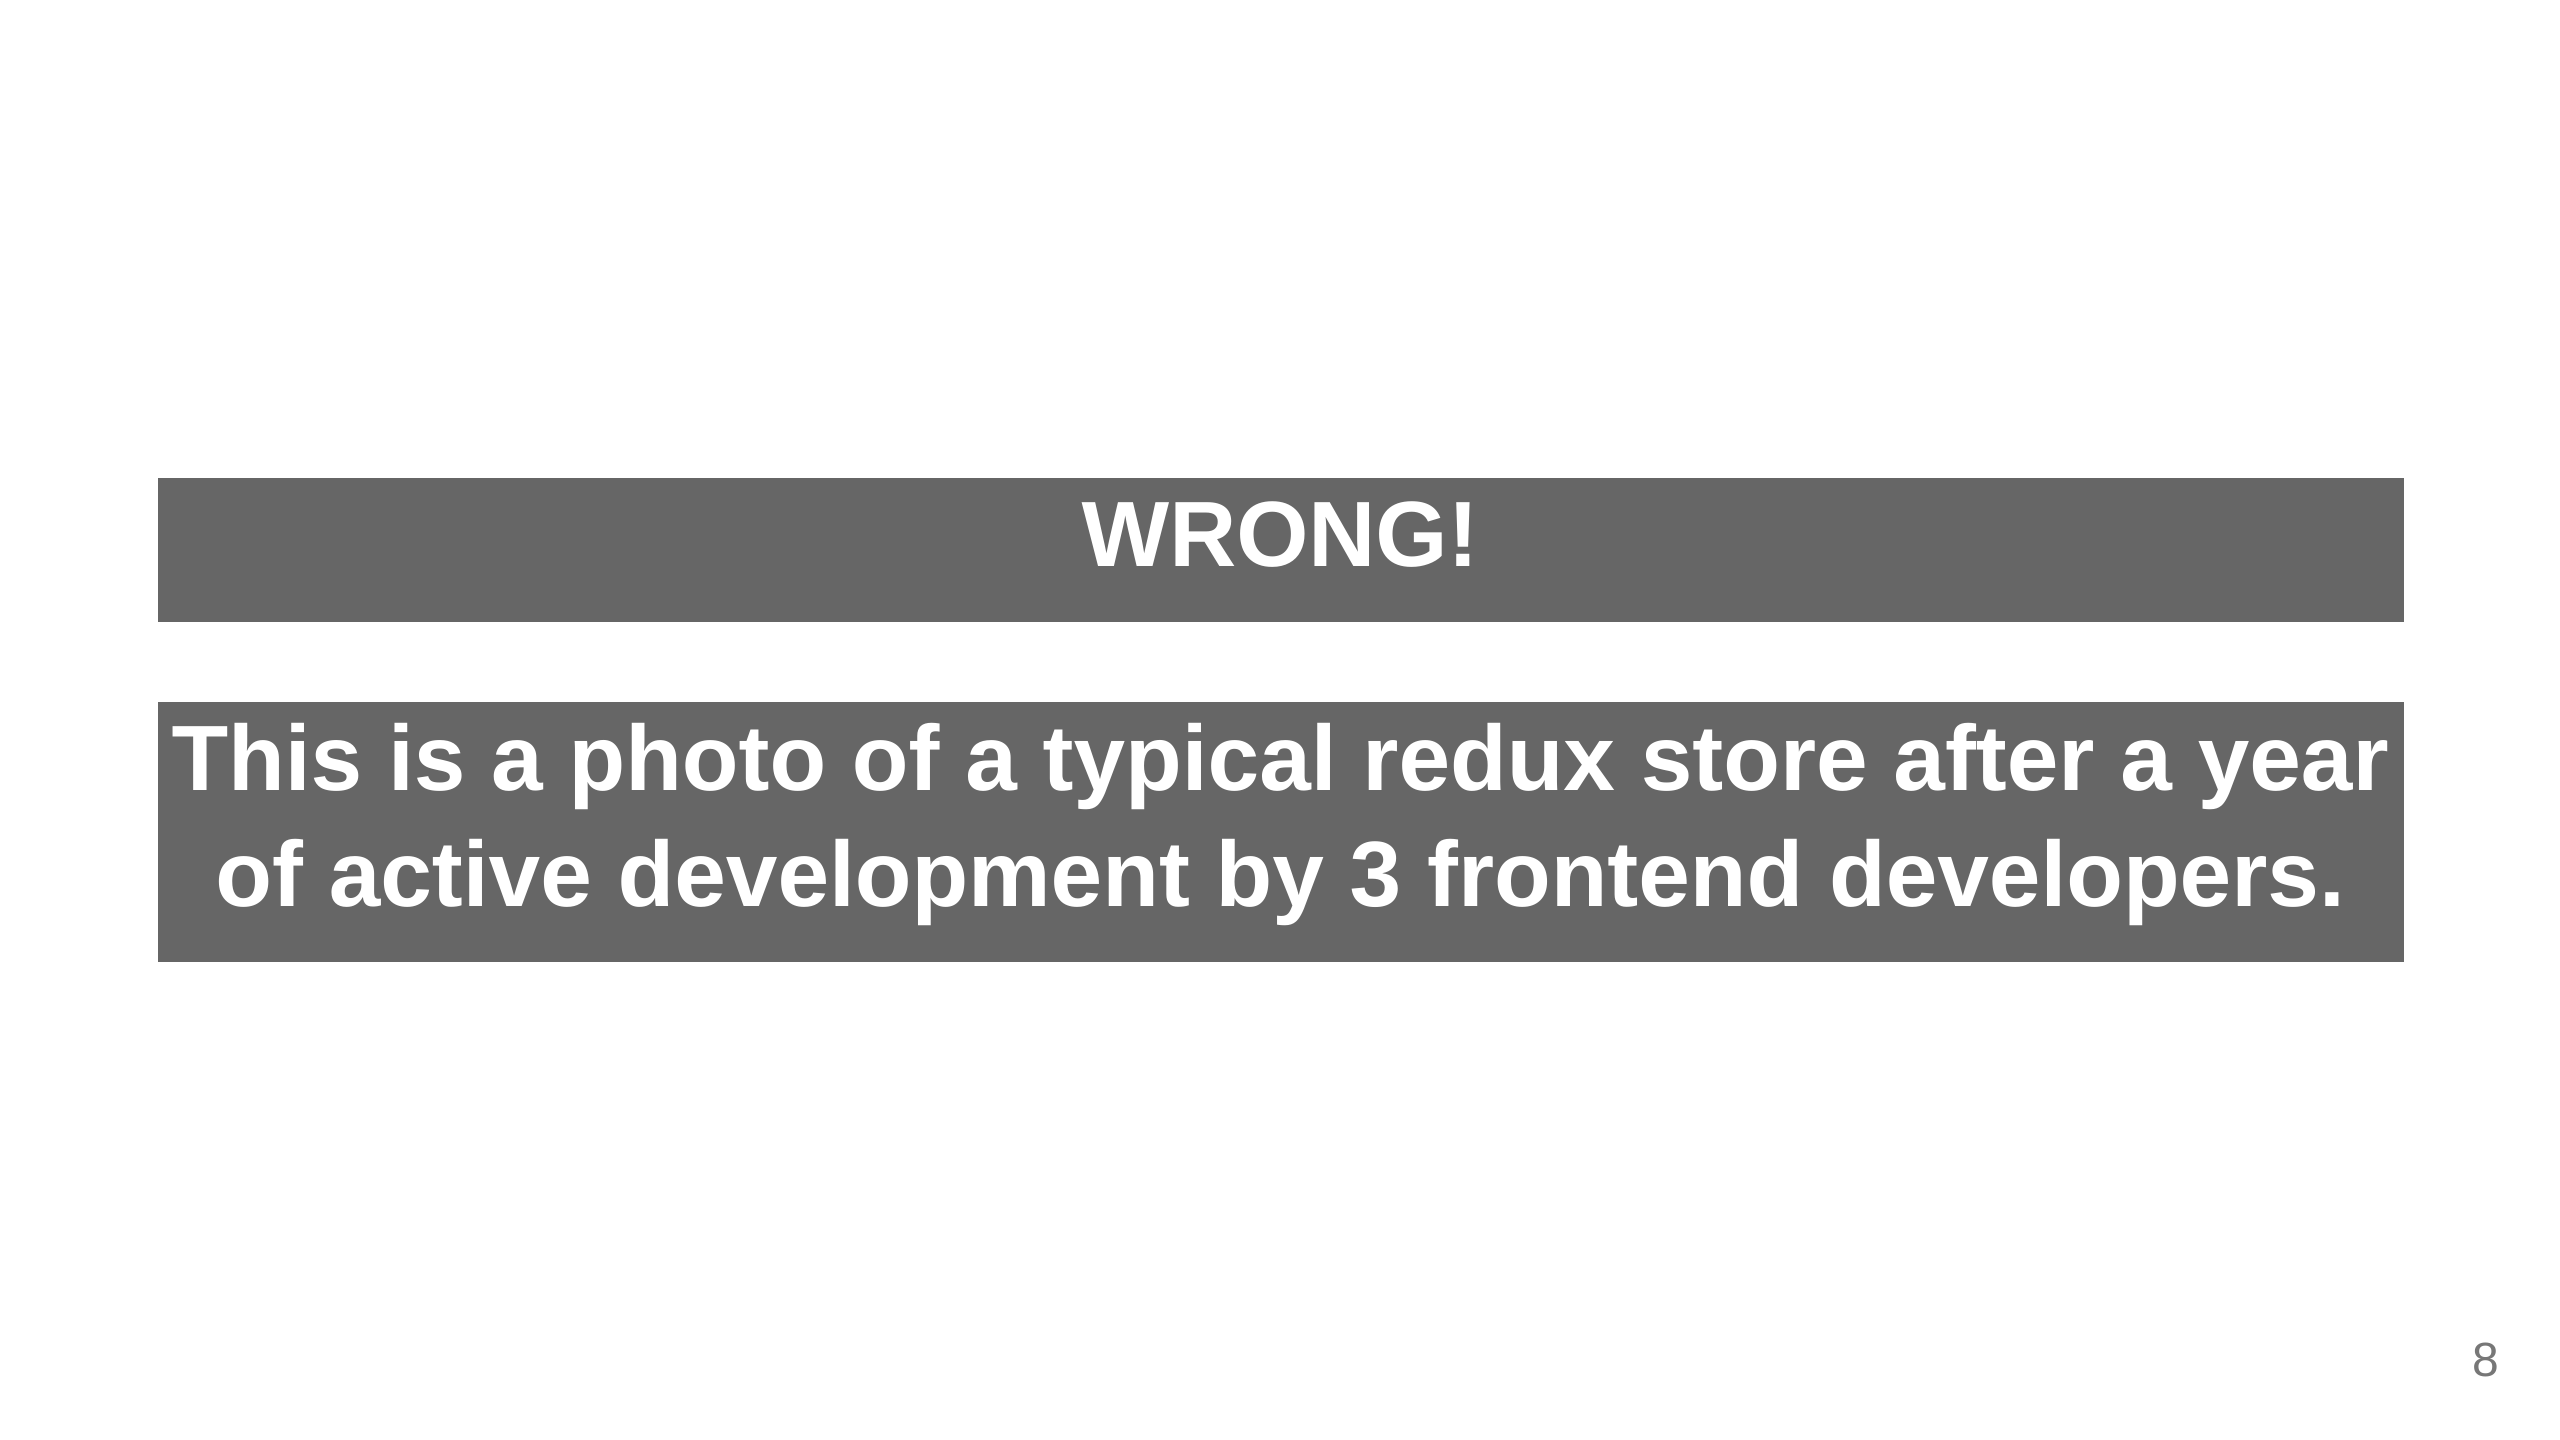 WRONG!
This is a photo of a typical redux store after a year
of active development by 3 frontend developers.
8